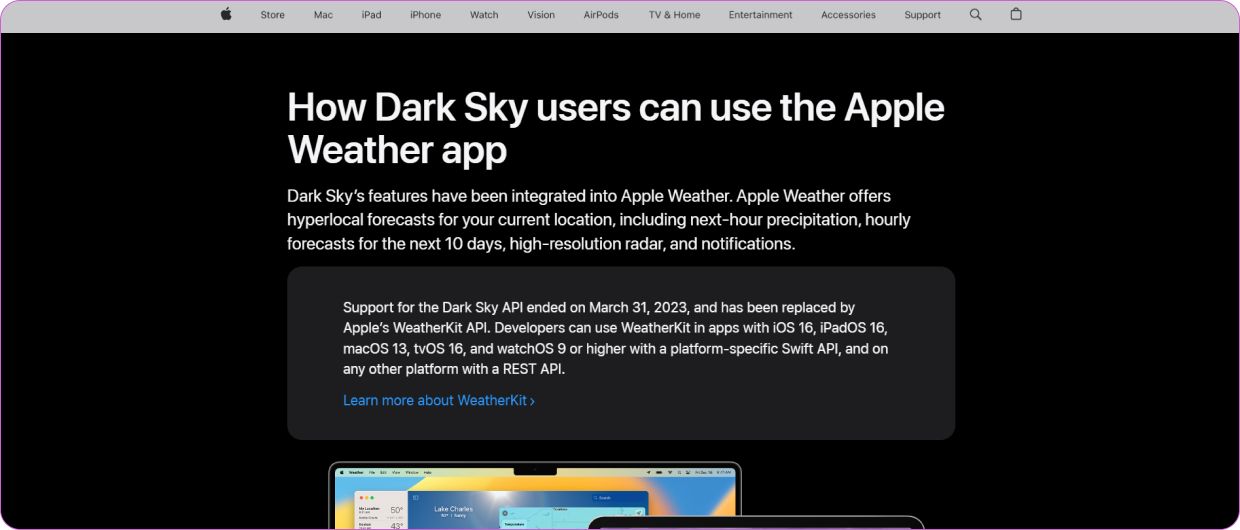 Store Mac iPad iPhone Watch Vision AirPods TV & Home Entertainment Accessories Support
How Dark Sky users can use the Apple
Weather app
Dark Sky’s features have been integrated into Apple Weather. Apple Weather offers
hyperlocal forecasts for your current location, including next-hour precipitation, hourly
forecasts for the next 10 days, high-resolution radar, and notifications.
Support for the Dark Sky API ended on March 31, 2023, and has been replaced by
Apple’s WeatherKit API. Developers can use WeatherKit in apps with iOS 16, iPadOS 16,
macOS 13, tvOS 16, and watchOS 9 or higher with a platform-specific Swift API, and on
any other platform with a REST API.
Learn more about WeatherKit ›
Weather File Edit View Window Help
Search
My Location 50°
Lake Charles
Temperature
43°